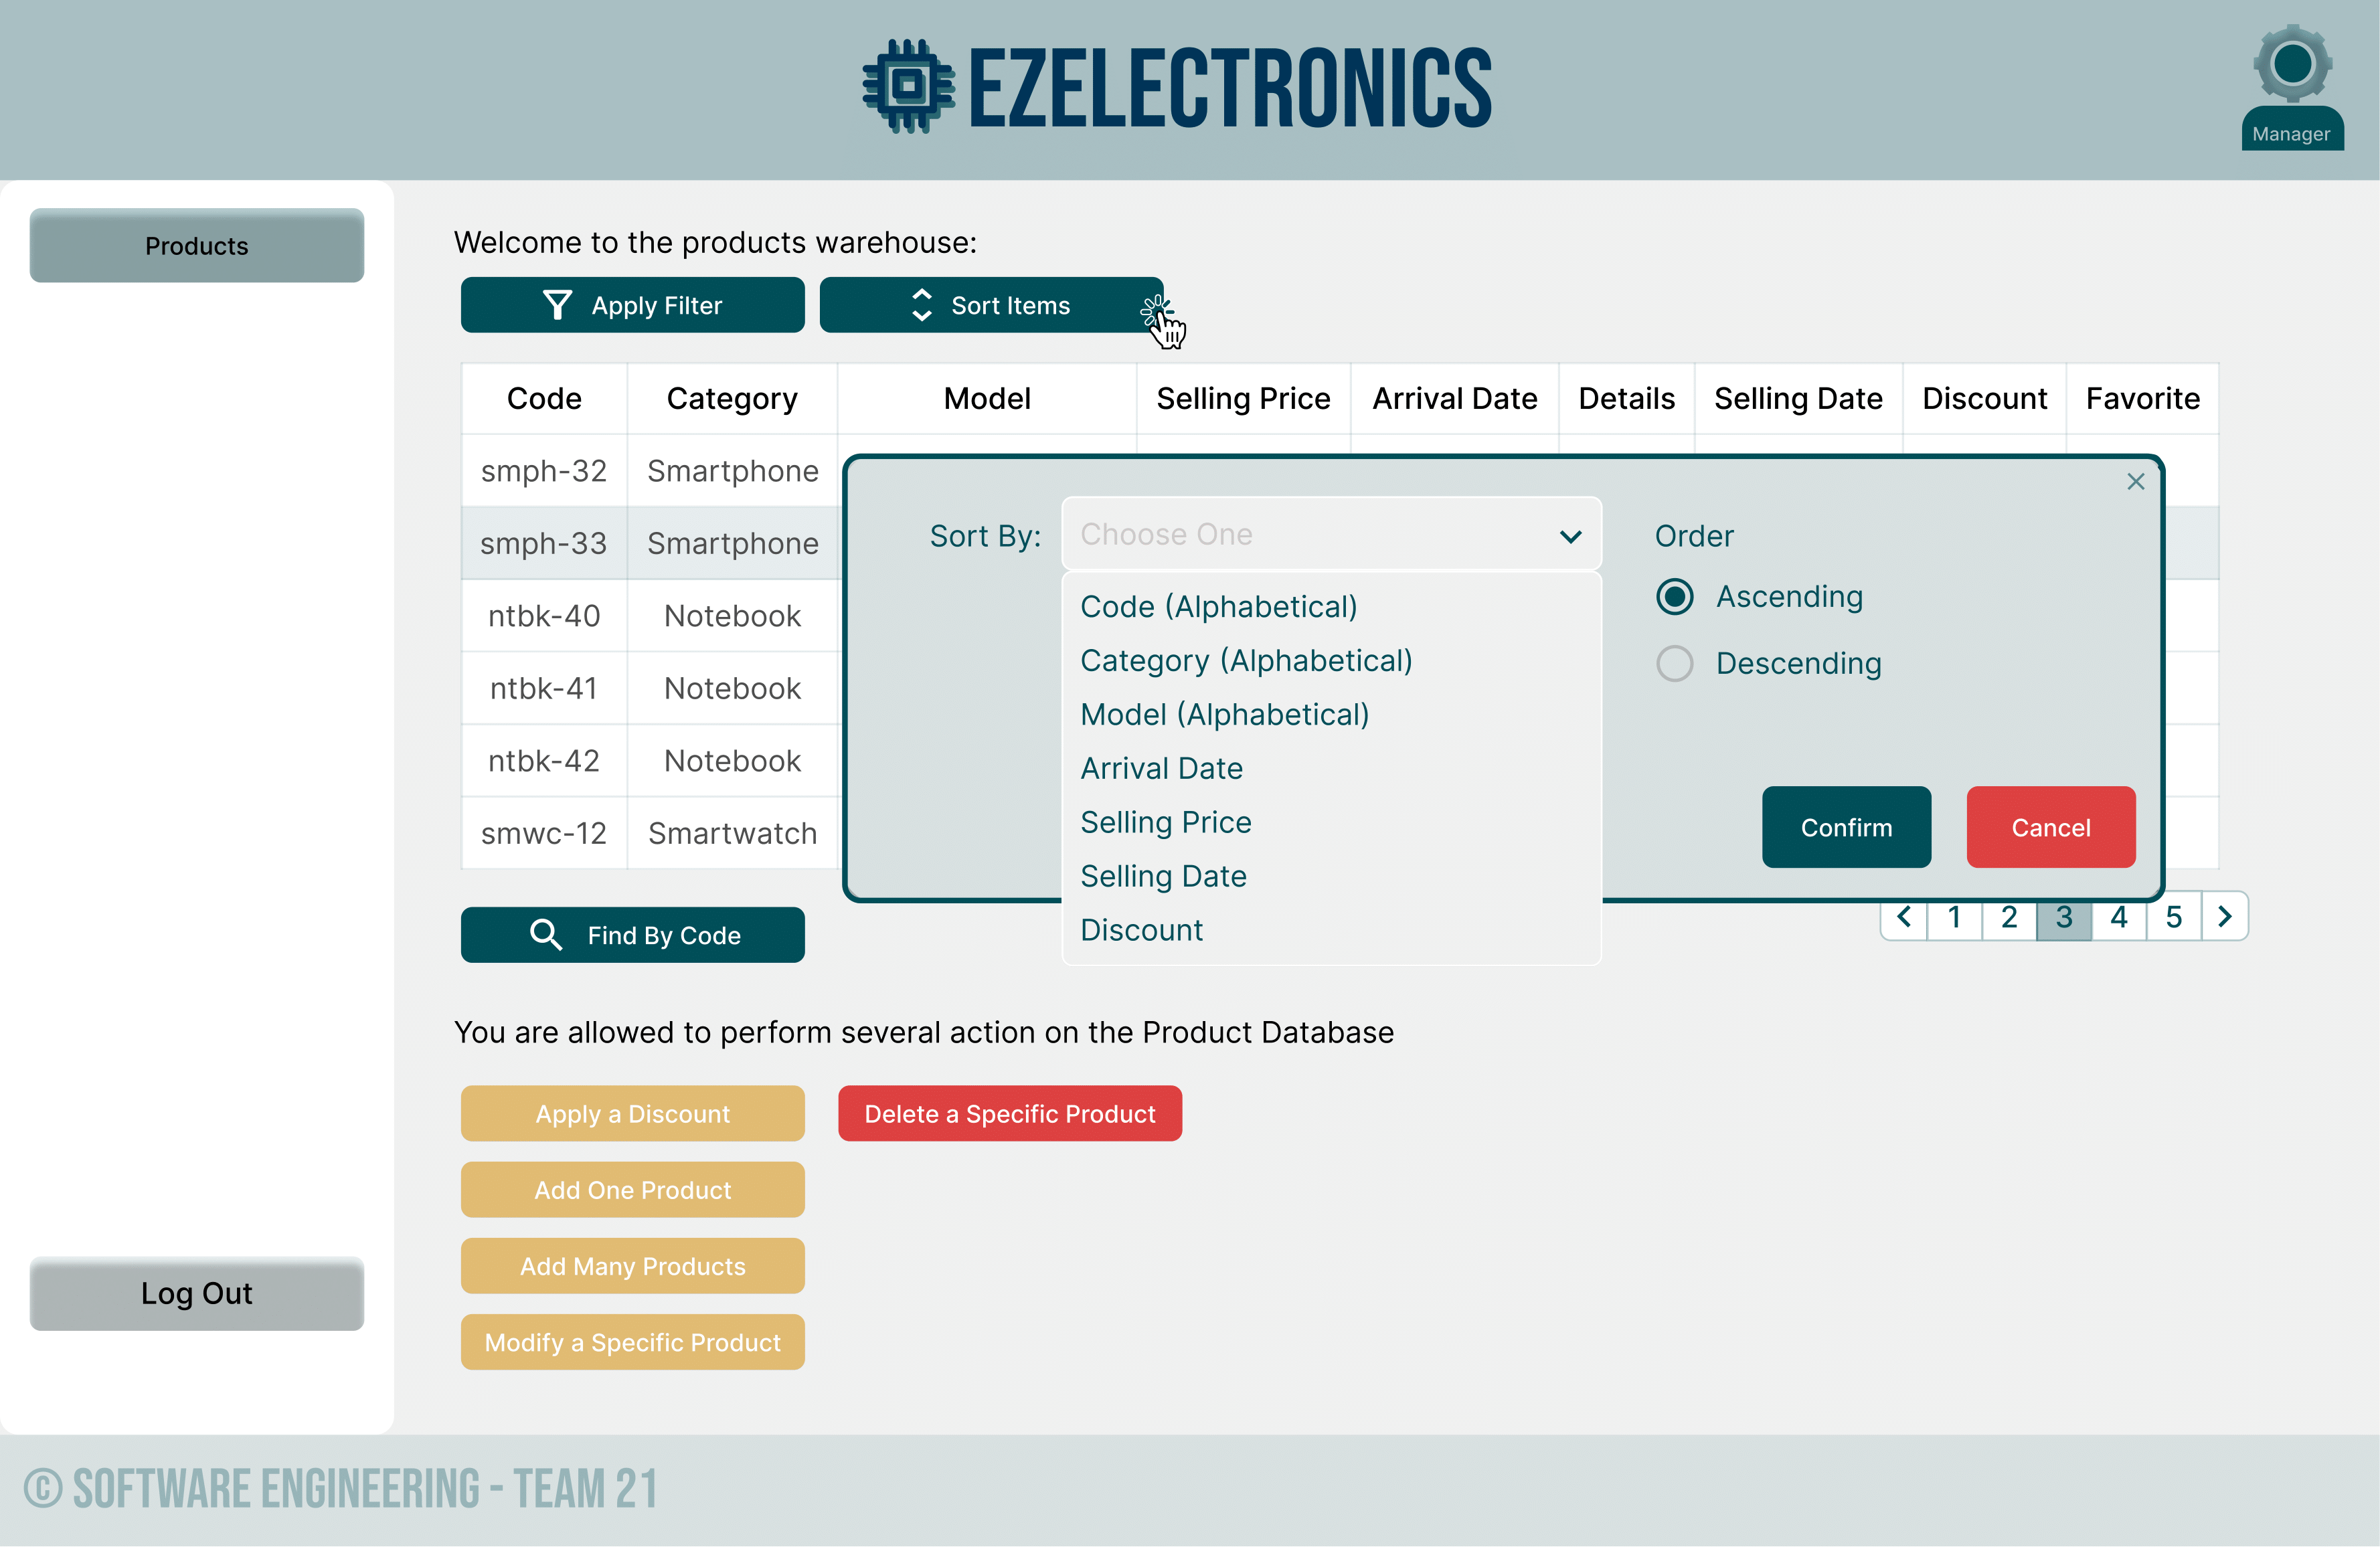 EZELECTRONICS
Manager
Products
Welcome to the products warehouse:
Apply Filter
Sort Items
Code Category Model Selling Price Arrival Date Details Selling Date Discount Favorite
smph-32 Smartphone
smph-33 Smartphone
ntbk-40 Notebook
ntbk-41 Notebook
ntbk-42 Notebook
smwc-12 Smartwatch
Sort By:
Choose One
Code (Alphabetical)
Category (Alphabetical)
Model (Alphabetical)
Arrival Date
Selling Price
Selling Date
Discount
Order
Ascending
Descending
Confirm
Cancel
Find By Code
1 2 3 4 5
You are allowed to perform several action on the Product Database
Apply a Discount
Delete a Specific Product
Add One Product
Add Many Products
Modify a Specific Product
Log Out
© SOFTWARE ENGINEERING - TEAM 21